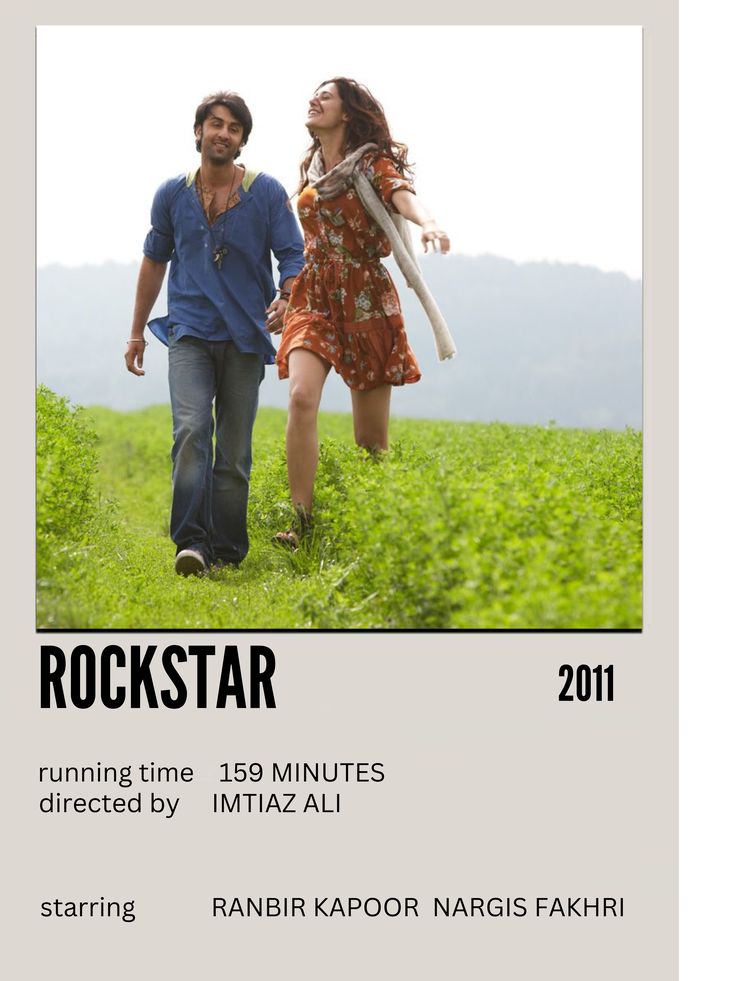 ROCKSTAR 2011
running time 159 MINUTES
directed by IMTIAZ ALI
starring RANBIR KAPOOR NARGIS FAKHRI